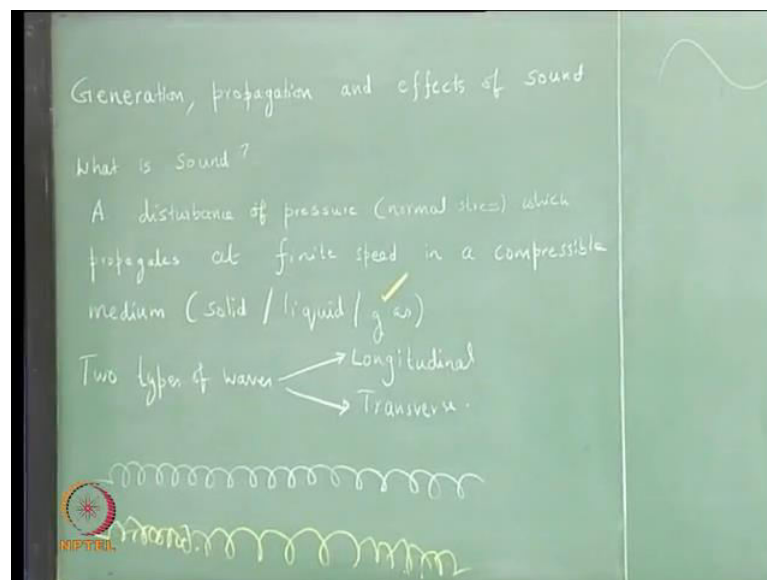 Generation, propagation and effects of sound
What is sound?
A disturbance of pressure (normal stress) which
propagates at finite speed in a compressible
medium (solid / liquid / gas)
Two types of waves
Longitudinal
Transverse.
NPTEL